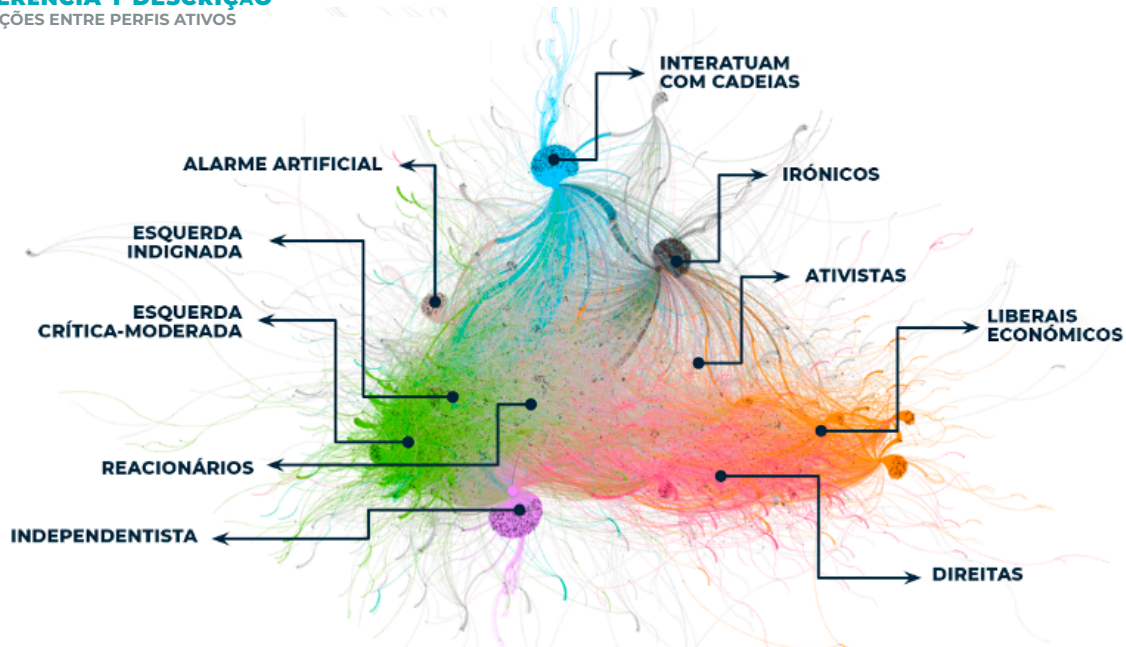 INTERATUAM
COM CADEIAS
ALARME ARTIFICIAL
IRÓNICOS
ESQUERDA
INDIGNADA
ATIVISTAS
ESQUERDA
CRÍTICA-MODERADA
LIBERAIS
ECONÓMICOS
REACIONÁRIOS
INDEPENDENTISTA
DIREITAS
ENTRE PERFIS ATIVOS